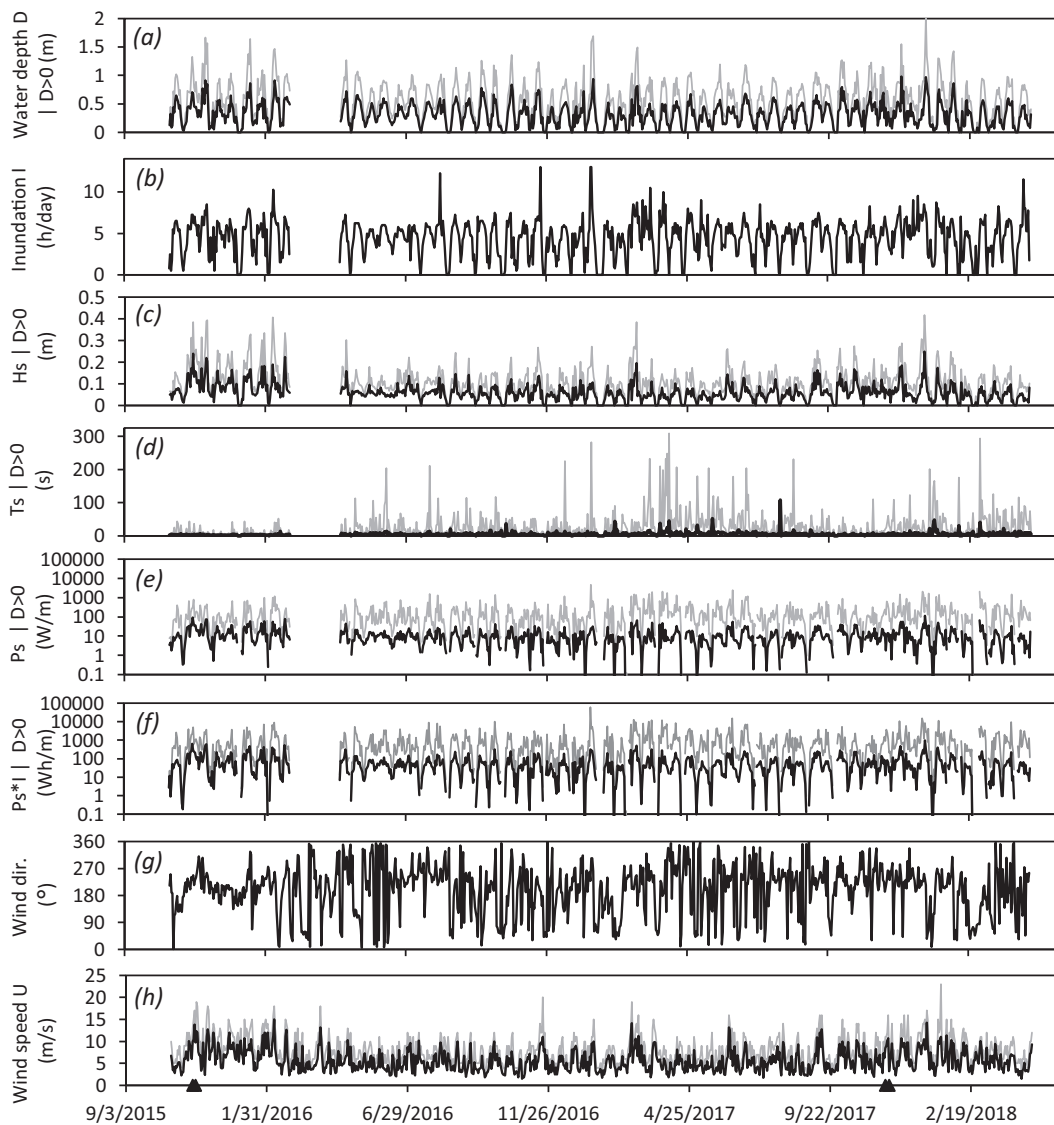 Water depth D
| D>0 (m)
(a)
2
1.5
1
0.5
0
Inundation I
(h/day)
(b)
10
5
0
Hs | D>0
(m)
(c)
0.5
0.4
0.3
0.2
0.1
0
Ts | D>0
(s)
(d)
300
200
100
0
Ps | D>0
(W/m)
(e)
100000
10000
1000
100
10
1
0.1
Ps*I | D>0
(Wh/m)
(f)
100000
10000
1000
100
10
1
0.1
Wind dir.
(°)
(g)
360
270
180
90
0
Wind speed U
(m/s)
(h)
25
20
15
10
5
0
9/3/2015 1/31/2016 6/29/2016 11/26/2016 4/25/2017 9/22/2017 2/19/2018